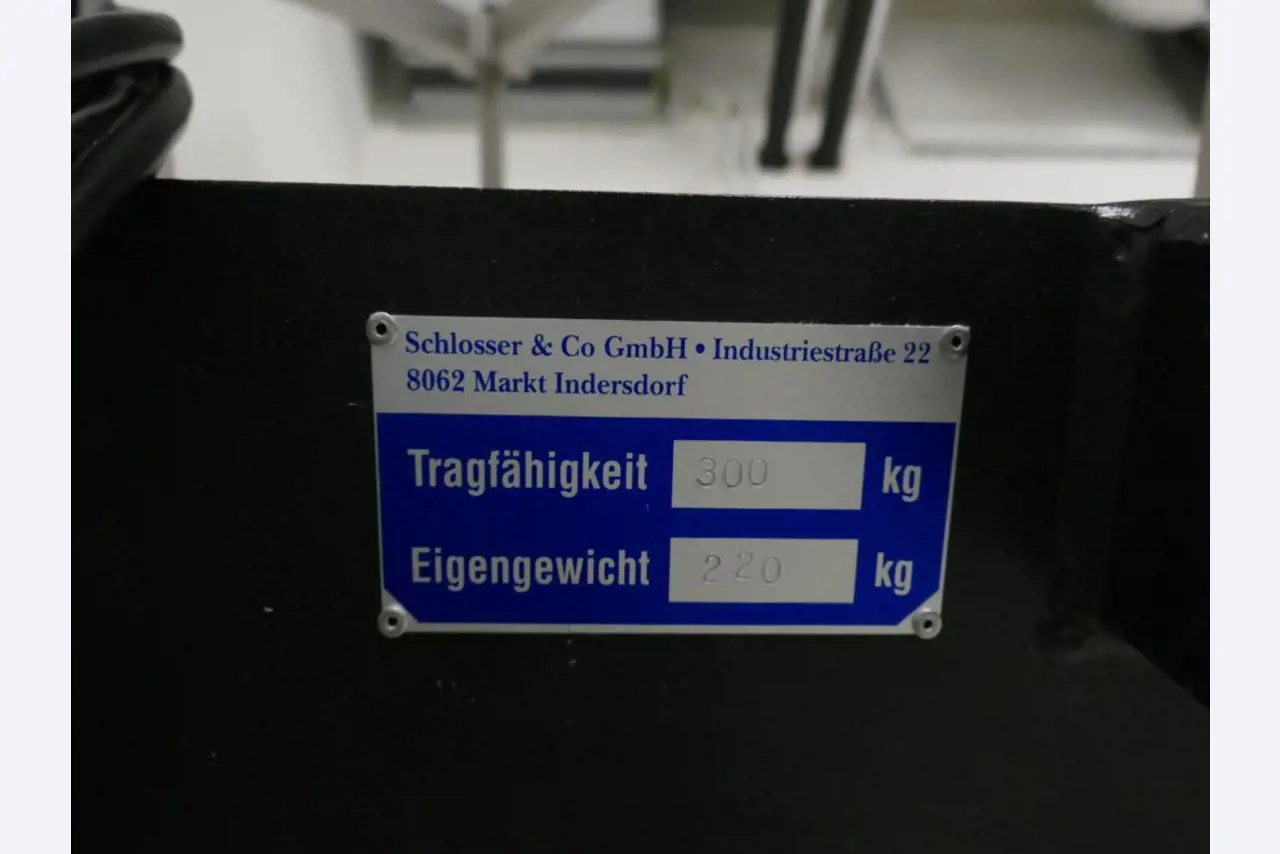 Schlosser & Co GmbH • Industriestraße 22
8062 Markt Indersdorf
Tragfähigkeit 300 kg
Eigengewicht 220 kg